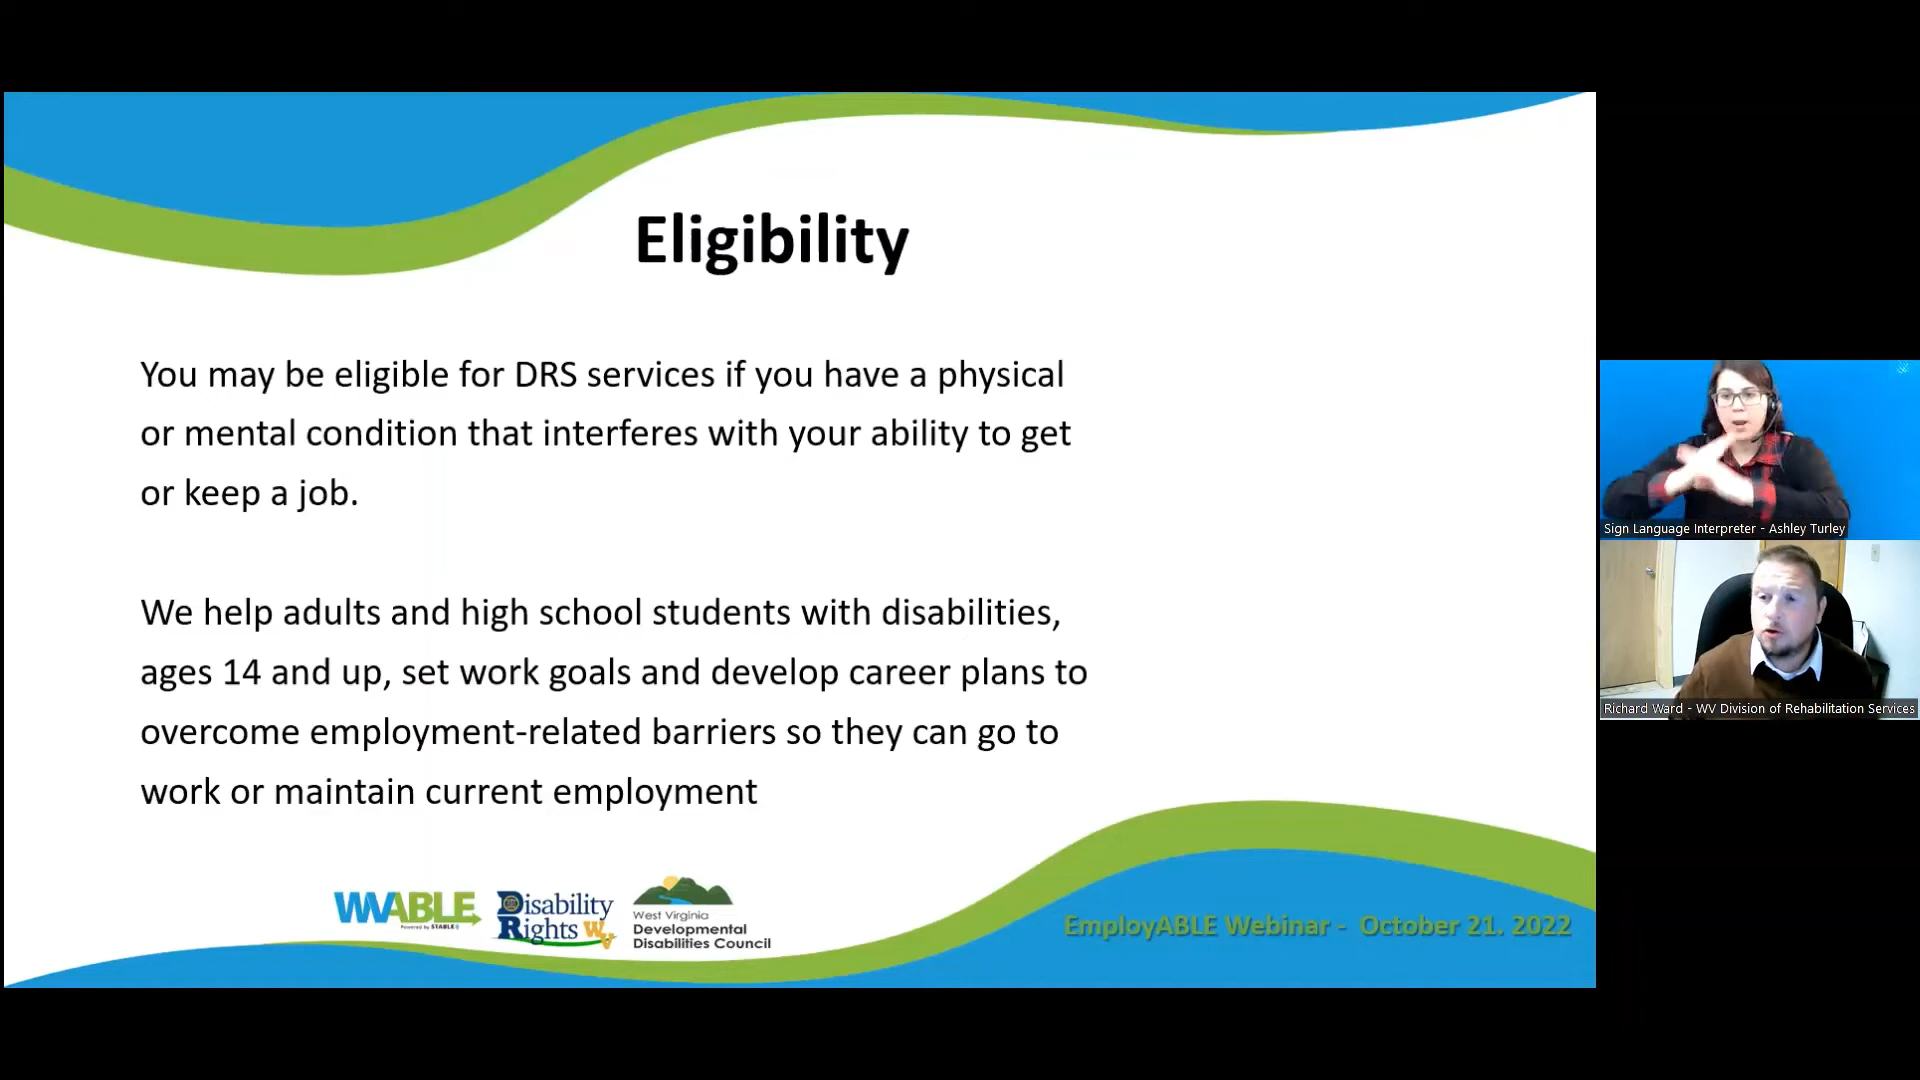 Eligibility
You may be eligible for DRS services if you have a physical
or mental condition that interferes with your ability to get
or keep a job.
We help adults and high school students with disabilities,
ages 14 and up, set work goals and develop career plans to
overcome employment-related barriers so they can go to
work or maintain current employment
WVABLE
Powered by STABLE
Disability
Rights WV
West Virginia
Developmental
Disabilities Council
EmployABLE Webinar - October 21. 2022
Sign Language Interpreter - Ashley Turley
Richard Ward - WV Division of Rehabilitation Services